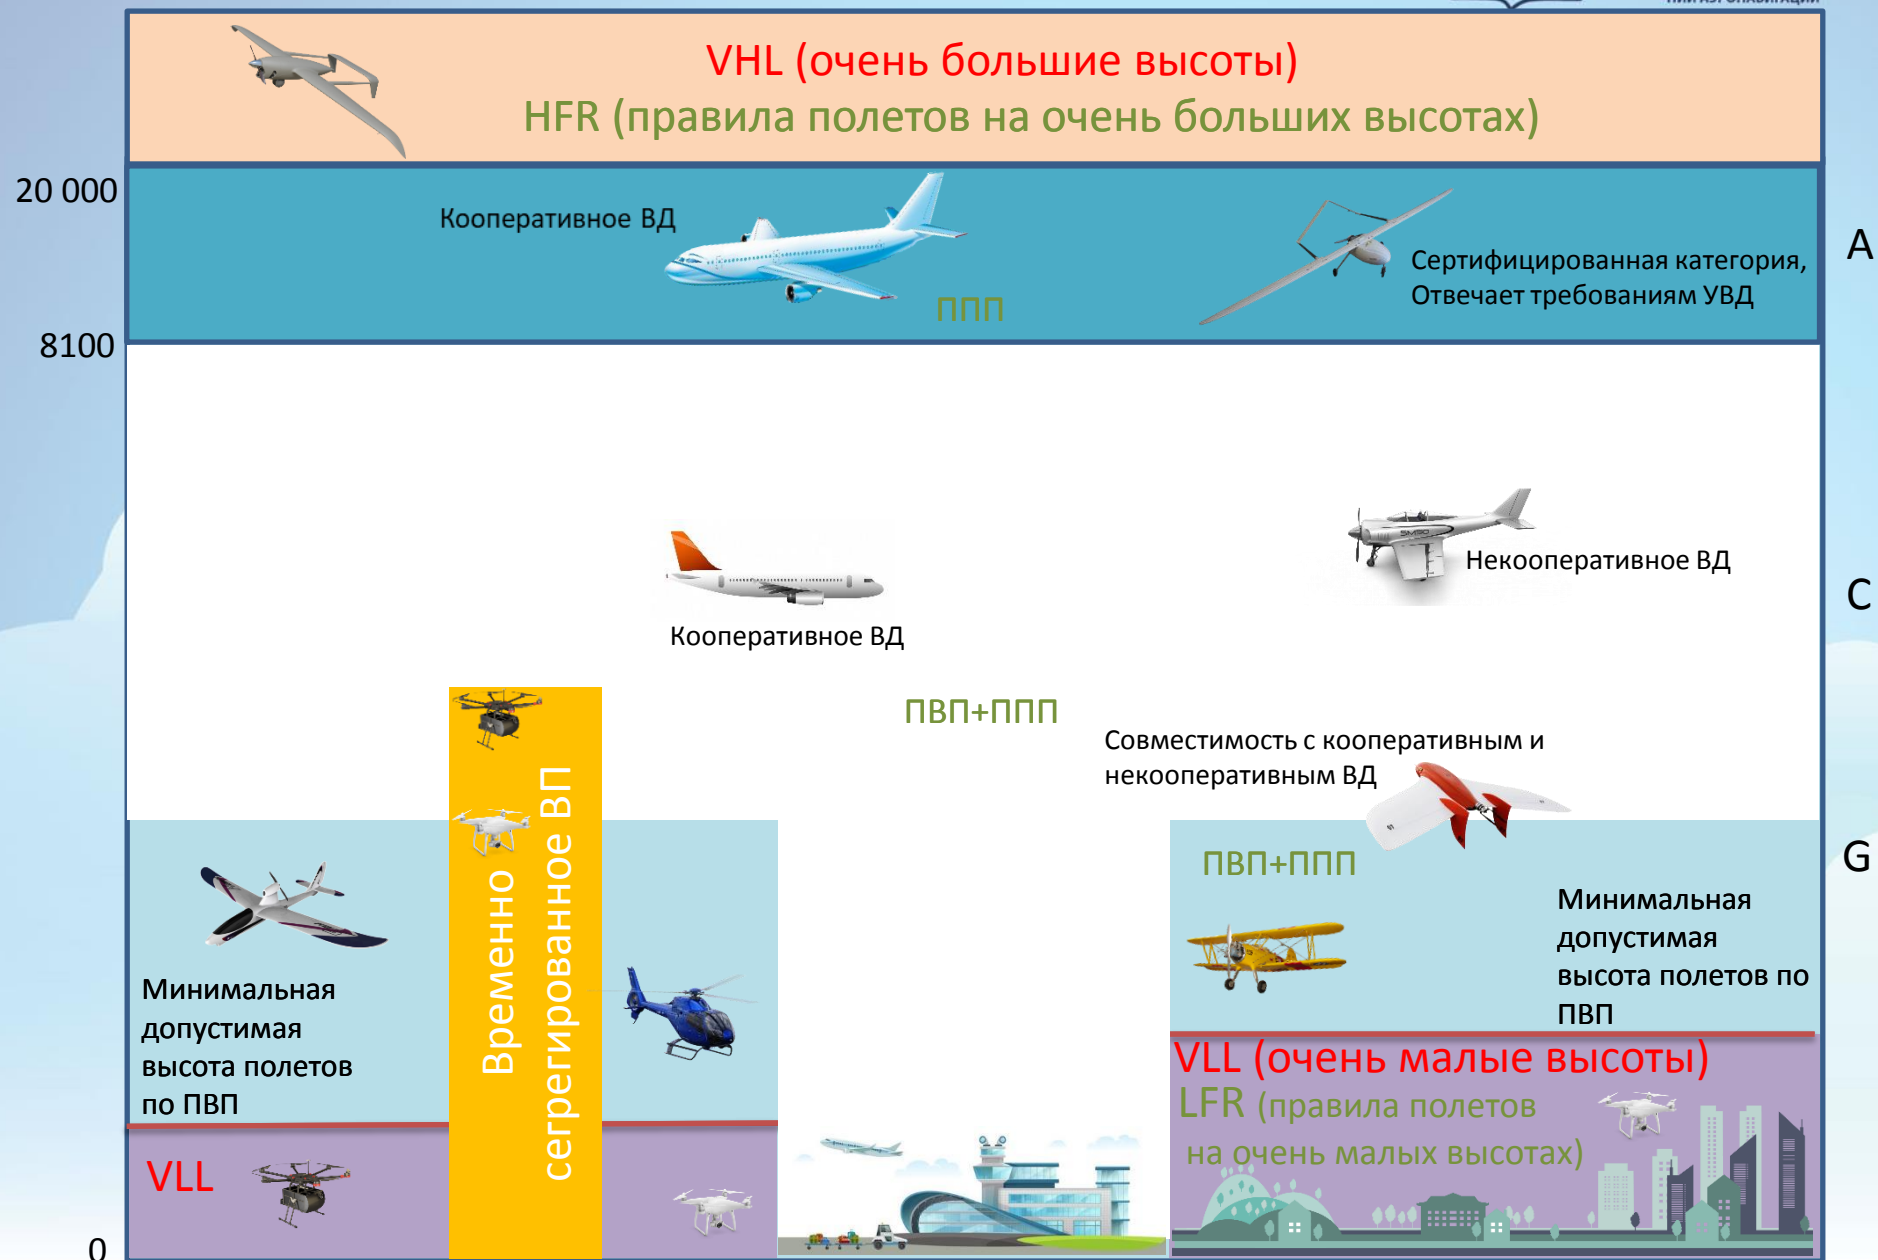 VHL (очень большие высоты)
HFR (правила полетов на очень больших высотах)
20 000
Кооперативное ВД
Сертифицированная категория,
Отвечает требованиям УВД
A
ППП
8100
Некооперативное ВД
C
Кооперативное ВД
ПВП+ППП
Совместимость с кооперативным и
некооперативным ВД
G
ПВП+ППП
Временно
сегрегированное ВП
Минимальная
допустимая
высота полетов по
ПВП
Минимальная
допустимая
высота полетов
по ПВП
VLL (очень малые высоты)
LFR (правила полетов
на очень малых высотах)
VLL
0